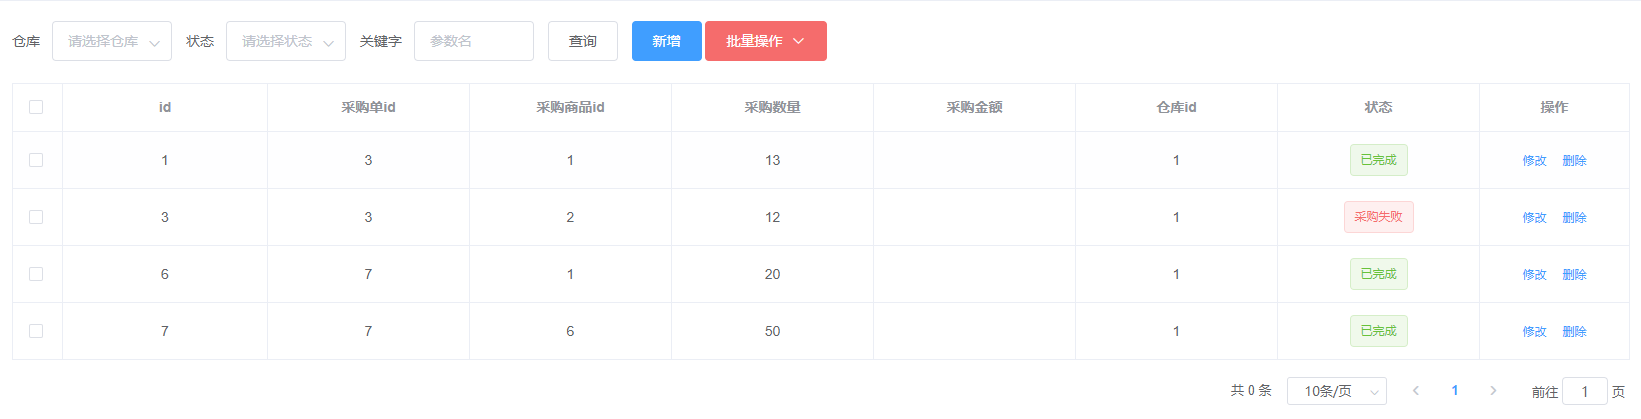 仓库 请选择仓库 状态 请选择状态 关键字 参数名 查询 新增 批量操作
id 采购单id 采购商品id 采购数量 采购金额 仓库id 状态 操作
1 3 1 13 1 已完成 修改 删除
3 3 2 12 1 采购失败 修改 删除
6 7 1 20 1 已完成 修改 删除
7 7 6 50 1 已完成 修改 删除
共 0 条 10条/页 1 前往 1 页